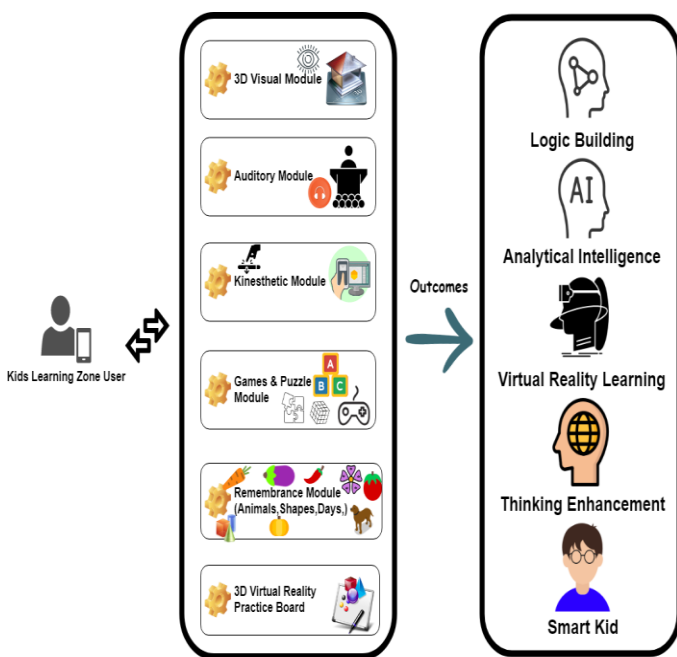 Kids Learning Zone User
3D Visual Module
Auditory Module
Kinesthetic Module
Games & Puzzle
Module
A
B C
Remembrance Module
(Animals,Shapes,Days,)
3D Virtual Reality
Practice Board
Outcomes
Logic Building
AI
Analytical Intelligence
Virtual Reality Learning
Thinking Enhancement
Smart Kid